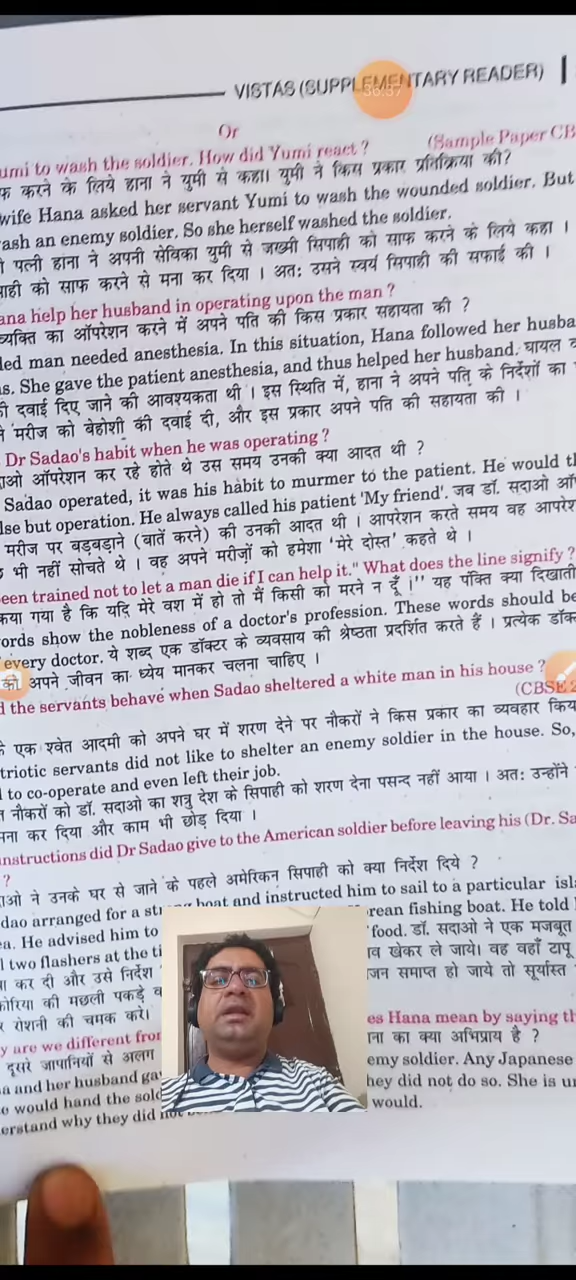 VISTAS (SUPPLEMENTARY READER)
36:37
Or
umi to wash the soldier. How did Yumi react ? (Sample Paper CB
फ करने के लिये हाना ने युमी से कहा। युमी ने किस प्रकार प्रतिक्रिया की?
wife Hana asked her servant Yumi to wash the wounded soldier. But
ash an enemy soldier. So she herself washed the soldier.
पत्नी हाना ने अपनी सेविका युमी से जख्मी सिपाही को साफ करने के लिये कहा ।
पाही को साफ करने से मना कर दिया । अतः उसने स्वयं सिपाही की सफाई की ।
ana help her husband in operating upon the man ?
व्यक्ति का ऑपरेशन करने में अपने पति की किस प्रकार सहायता की ?
ded man needed anesthesia. In this situation, Hana followed her husba
s. She gave the patient anesthesia, and thus helped her husband. घायल
की दवाई दिए जाने की आवश्यकता थी । इस स्थिति में, हाना ने अपने पति के निर्देशों का
मरीज को बेहोशी की दवाई दी, और इस प्रकार अपने पति की सहायता की ।
Dr Sadao's habit when he was operating ?
ाओ ऑपरेशन कर रहे होते थे उस समय उनकी क्या आदत थी ?
Sadao operated, it was his habit to murmer to the patient. He would th
lse but operation. He always called his patient 'My friend'. जब डॉ. सदाओ ऑ
मरीज पर बड़बड़ाने (बातें करने) की उनकी आदत थी । आपरेशन करते समय वह आपरेश
भी नहीं सोचते थे । वह अपने मरीजों को हमेशा 'मेरे दोस्त' कहते थे ।
een trained not to let a man die if I can help it." What does the line signify ?
किया गया है कि यदि मेरे वश में हो तो मैं किसी को मरने न दूँ ।'' यह पंक्ति क्या दिखाती
ords show the nobleness of a doctor's profession. These words should be
every doctor. ये शब्द एक डॉक्टर के व्यवसाय की श्रेष्ठता प्रदर्शित करते हैं । प्रत्येक डॉक
को अपने जीवन का ध्येय मानकर चलना चाहिए ।
d the servants behave when Sadao sheltered a white man in his house ?
(CBSE 2
एक श्वेत आदमी को अपने घर में शरण देने पर नौकरों ने किस प्रकार का व्यवहार किय
triotic servants did not like to shelter an enemy soldier in the house. So,
to co-operate and even left their job.
नौकरों को डॉ. सदाओ का शत्रु देश के सिपाही को शरण देना पसन्द नहीं आया । अतः उन्होंने
मना कर दिया और काम भी छोड़ दिया ।
instructions did Dr Sadao give to the American soldier before leaving his (Dr. Sa
?
ाओ ने उनके घर से जाने के पहले अमेरिकन सिपाही को क्या निर्देश दिये ?
dao arranged for a boat and instructed him to sail to a particular isl
a. He advised him to rean fishing boat. He told
two flashers at the ti food. डॉ. सदाओ ने एक मजबूत
कर दी और उसे निर्देश व खेकर ले जाये। वह वहाँ टापू
कोरिया की मछली पकड़े जन समाप्त हो जाये तो सूर्यास्त
रोशनी की चमक करे।
y are we different from es Hana mean by saying th
दूसरे जापानियों से अलग ना का क्या अभिप्राय है ?
a and her husband ga emy soldier. Any Japanese
e would hand the sold hey did not do so. She is un
erstand why they did not would.